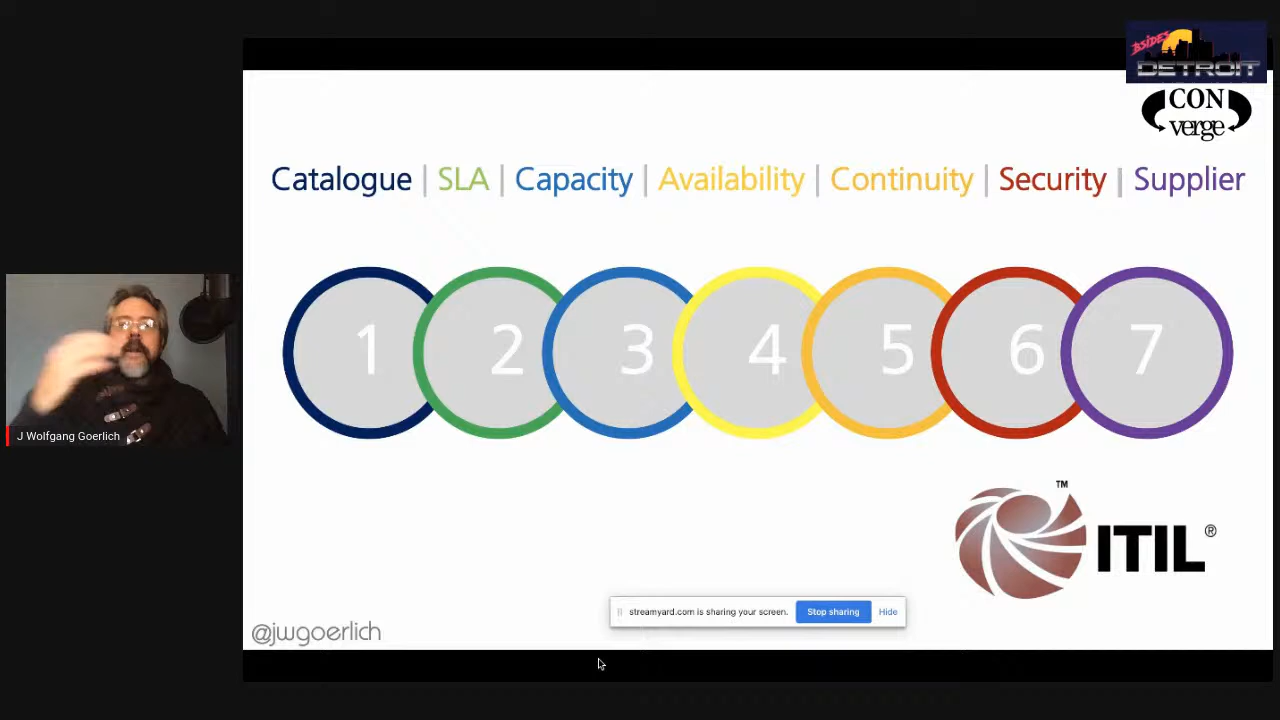 BSIDES
DETROIT
CON
verge
Catalogue | SLA | Capacity | Availability | Continuity | Security | Supplier
1 2 3 4 5 6 7
J Wolfgang Goerlich
™
ITIL ®
streamyard.com is sharing your screen. Stop sharing Hide
@jwgoerlich